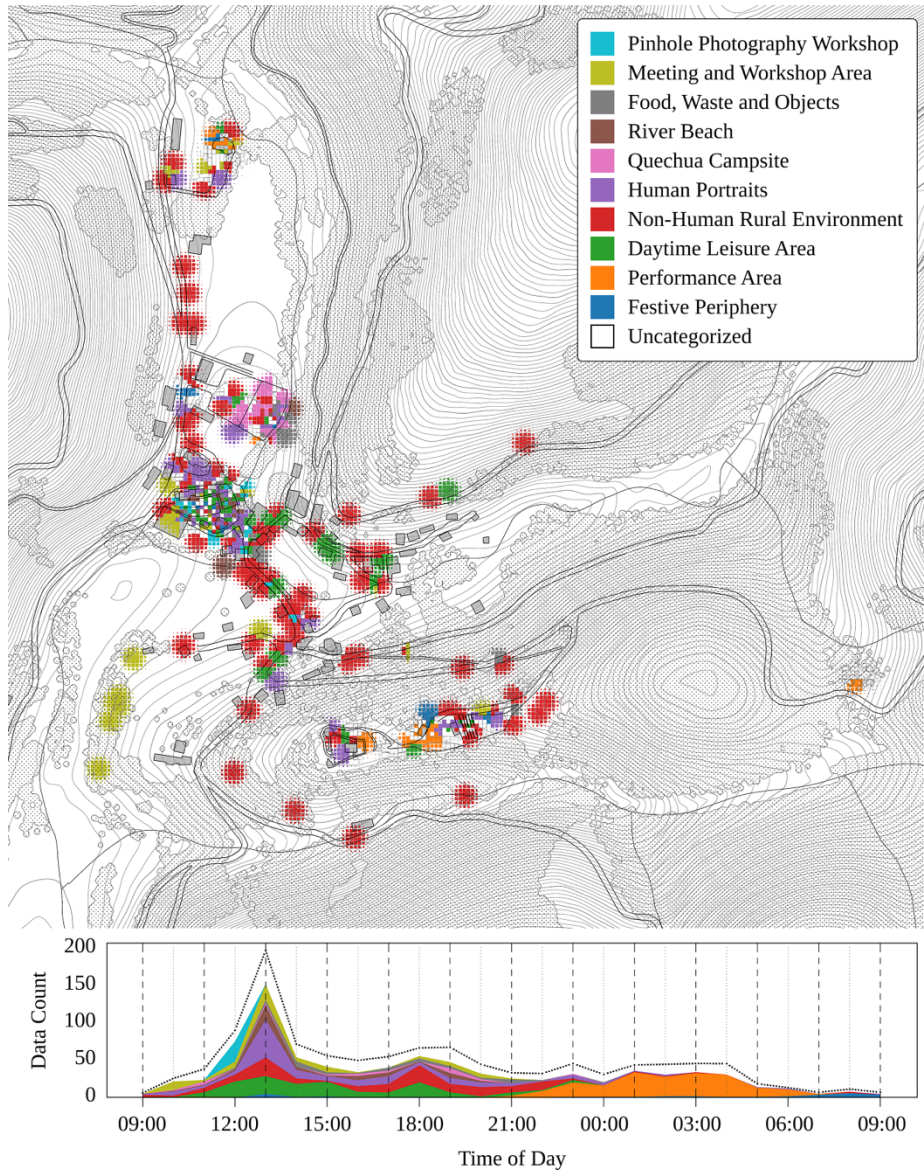 Pinhole Photography Workshop
Meeting and Workshop Area
Food, Waste and Objects
River Beach
Quechua Campsite
Human Portraits
Non-Human Rural Environment
Daytime Leisure Area
Performance Area
Festive Periphery
Uncategorized
200
150
100
50
0
Data Count
09:00 12:00 15:00 18:00 21:00 00:00 03:00 06:00 09:00
Time of Day